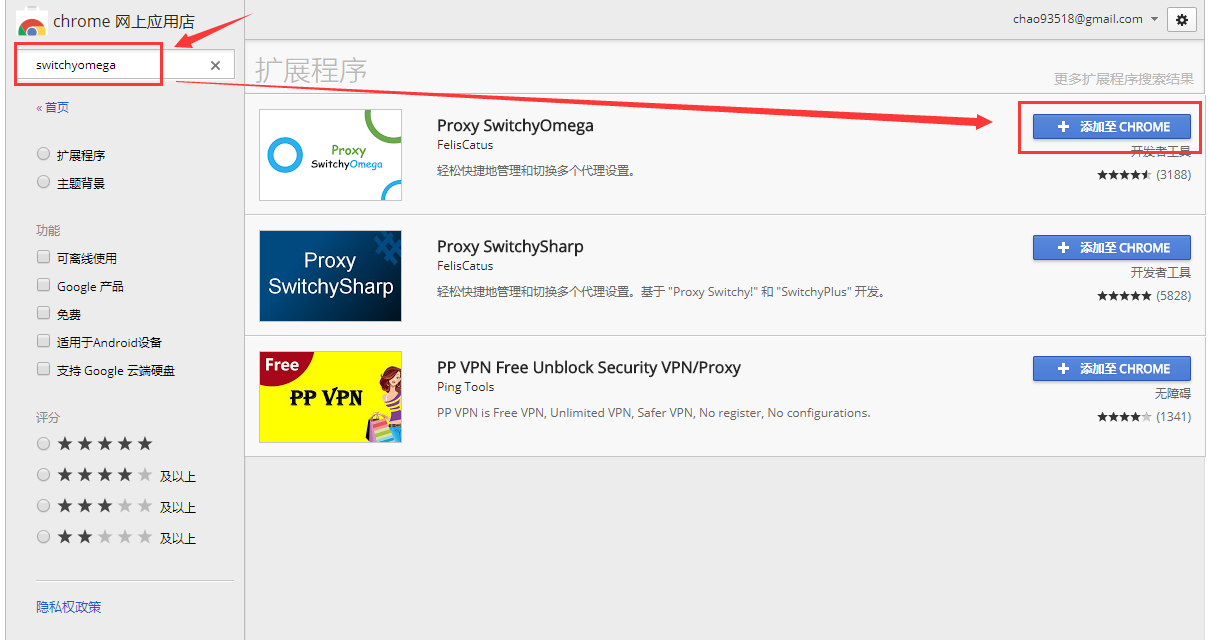 chrome 网上应用店
chao93518@gmail.com
switchyomega
« 首页
扩展程序
主题背景
功能
可离线使用
Google 产品
免费
适用于Android设备
支持 Google 云端硬盘
评分
及以上
及以上
及以上
隐私权政策
扩展程序
更多扩展程序搜索结果
Proxy
SwitchyOmega
Proxy SwitchyOmega
FelisCatus
轻松快捷地管理和切换多个代理设置。
添加至 CHROME
开发者工具
(3188)
Proxy
SwitchySharp
Proxy SwitchySharp
FelisCatus
轻松快捷地管理和切换多个代理设置。基于 "Proxy Switchy!" 和 "SwitchyPlus" 开发。
添加至 CHROME
开发者工具
(5828)
Free
PP VPN
PP VPN Free Unblock Security VPN/Proxy
Ping Tools
PP VPN is Free VPN, Unlimited VPN, Safer VPN, No register, No configurations.
添加至 CHROME
无障碍
(1341)